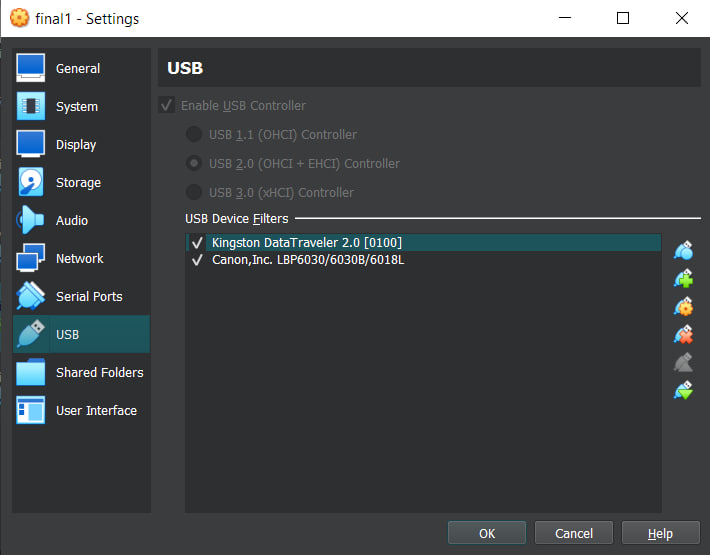 final1 - Settings
General
System
Display
Storage
Audio
Network
Serial Ports
USB
Shared Folders
User Interface
USB
Enable USB Controller
USB 1.1 (OHCI) Controller
USB 2.0 (OHCI + EHCI) Controller
USB 3.0 (xHCI) Controller
USB Device Filters
Kingston DataTraveler 2.0 [0100]
Canon,Inc. LBP6030/6030B/6018L
OK
Cancel
Help